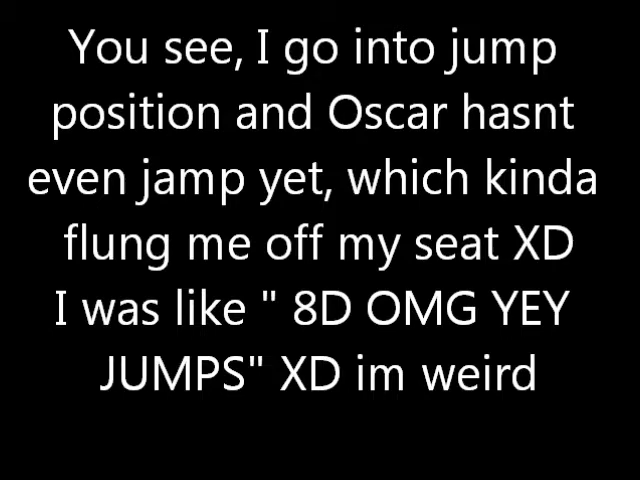 You see, I go into jump
position and Oscar hasnt
even jamp yet, which kinda
flung me off my seat XD
I was like " 8D OMG YEY
JUMPS" XD im weird